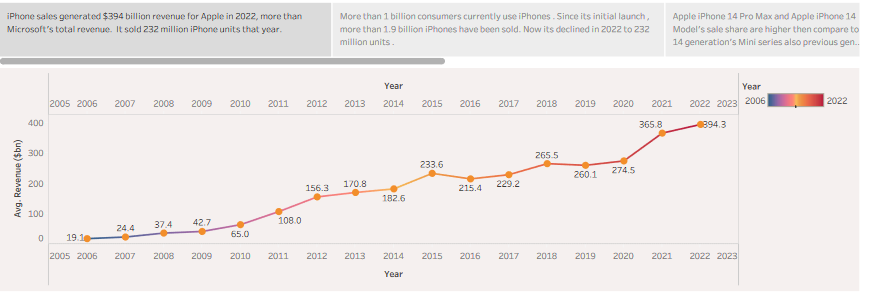 iPhone sales generated $394 billion revenue for Apple in 2022, more than
Microsoft's total revenue. It sold 232 million iPhone units that year.
More than 1 billion consumers currently use iPhones . Since its initial launch ,
more than 1.9 billion iPhones have been sold. Now its declined in 2022 to 232
million units .
Apple iPhone 14 Pro Max and Apple iPhone 14
Model's sale share are higher then compare to
14 generation's Mini series also previous gen..
Year
2005 2006 2007 2008 2009 2010 2011 2012 2013 2014 2015 2016 2017 2018 2019 2020 2021 2022 2023
Year
2006 2022
Avg. Revenue ($bn)
400
300
200
100
0
19.1 24.4 37.4 42.7 65.0 108.0 156.3 170.8 182.6 233.6 215.4 229.2 265.5 260.1 274.5 365.8 394.3
2005 2006 2007 2008 2009 2010 2011 2012 2013 2014 2015 2016 2017 2018 2019 2020 2021 2022 2023
Year